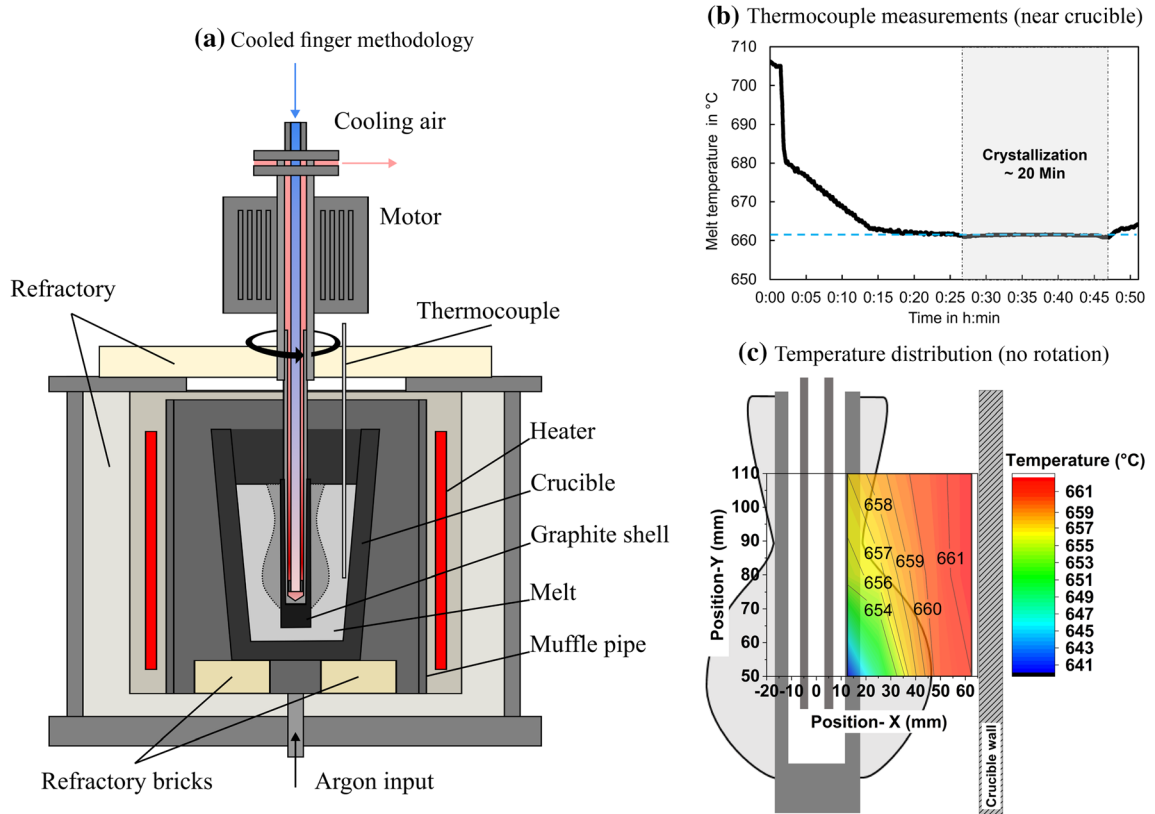 (a) Cooled finger methodology
Cooling air
Motor
Refractory
Thermocouple
Heater
Crucible
Graphite shell
Melt
Muffle pipe
Refractory bricks
Argon input
(b) Thermocouple measurements (near crucible)
Melt temperature in °C
710
700
690
680
670
660
650
Crystallization
~ 20 Min
0:00 0:05 0:10 0:15 0:20 0:25 0:30 0:35 0:40 0:45 0:50
Time in h:min
(c) Temperature distribution (no rotation)
Position-Y (mm)
110
100
90
80
70
60
50
658
657
656
654
659
660
661
-20 -10 0 10 20 30 40 50 60
Position- X (mm)
Crucible wall
Temperature (°C)
661
659
657
655
653
651
649
647
645
643
641